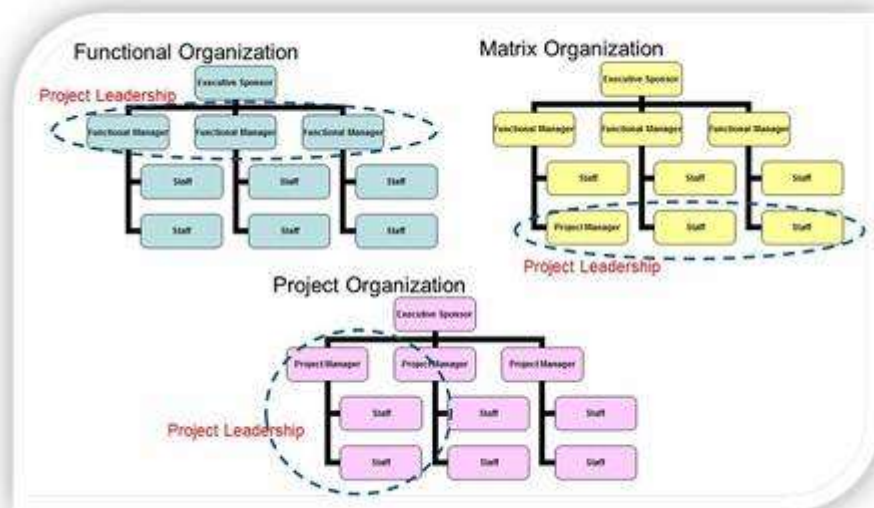 Functional Organization
Executive Sponsor
Project Leadership
Functional Manager
Functional Manager
Functional Manager
Staff
Staff
Staff
Staff
Staff
Staff
Matrix Organization
Executive Sponsor
Functional Manager
Functional Manager
Functional Manager
Staff
Staff
Staff
Project Manager
Staff
Staff
Project Leadership
Project Organization
Executive Sponsor
Project Manager
Project Manager
Project Manager
Staff
Staff
Staff
Project Leadership
Staff
Staff
Staff